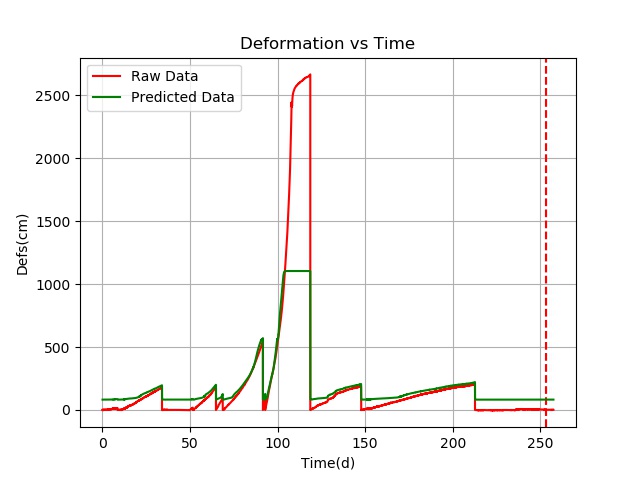 Deformation vs Time
Raw Data
Predicted Data
2500
2000
1500
1000
500
0
Defs(cm)
0 50 100 150 200 250
Time(d)